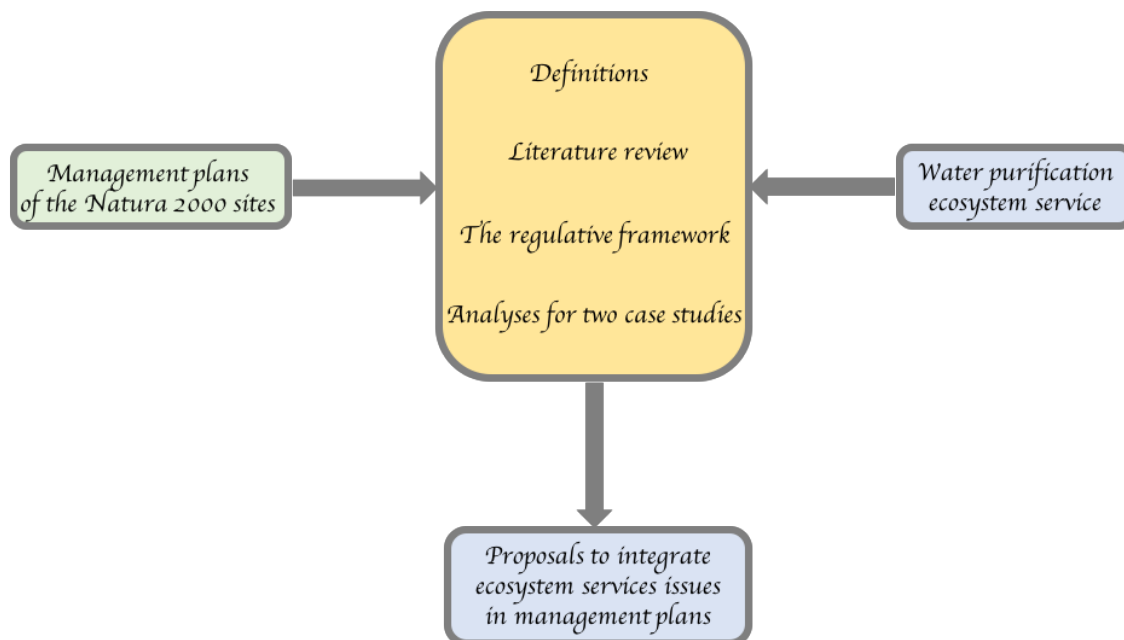 Definitions
Literature review
The regulative framework
Analyses for two case studies
Management plans
of the Natura 2000 sites
Water purification
ecosystem service
Proposals to integrate
ecosystem services issues
in management plans